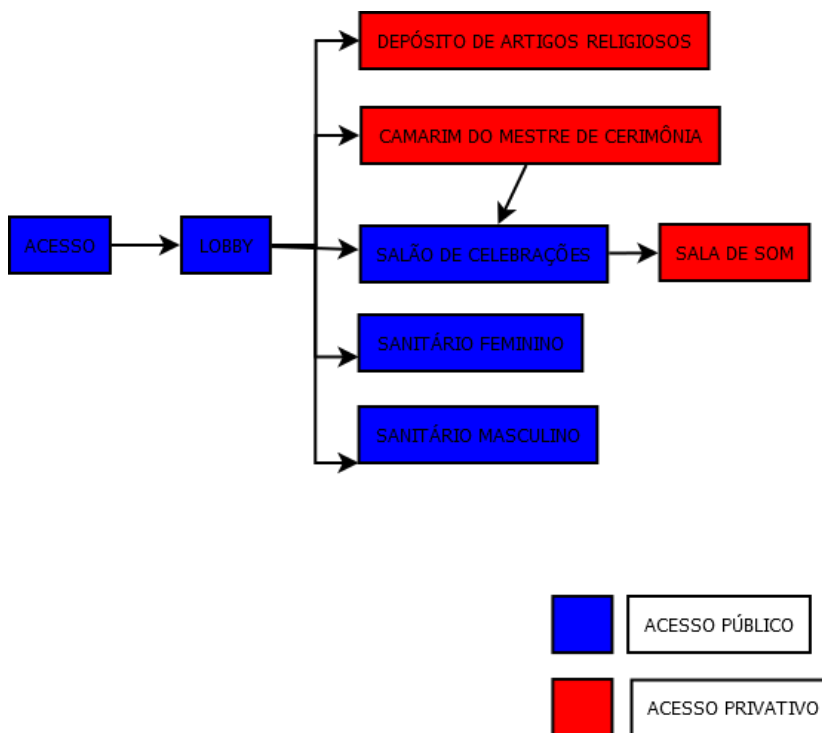 DEPÓSITO DE ARTIGOS RELIGIOSOS
CAMARIM DO MESTRE DE CERIMÔNIA
ACESSO
LOBBY
SALÃO DE CELEBRAÇÕES
SALA DE SOM
SANITÁRIO FEMININO
SANITÁRIO MASCULINO
ACESSO PÚBLICO
ACESSO PRIVATIVO